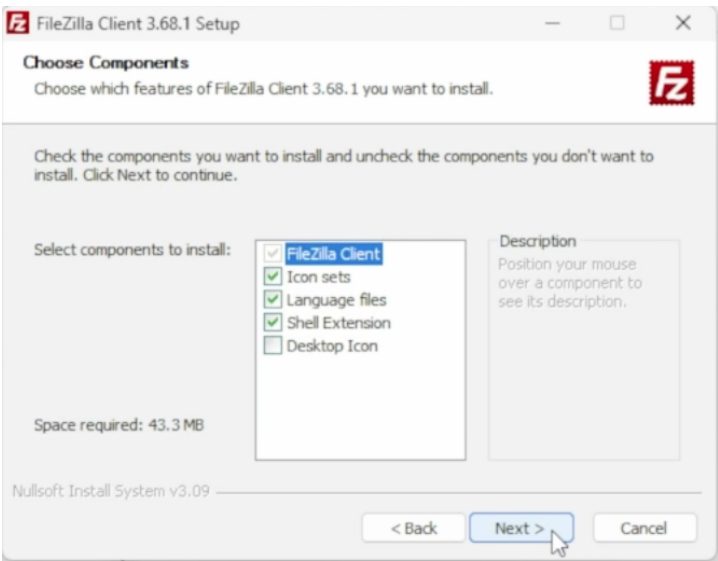 FileZilla Client 3.68.1 Setup
Choose Components
Choose which features of FileZilla Client 3.68.1 you want to install.
Fz
Check the components you want to install and uncheck the components you don't want to
install. Click Next to continue.
Select components to install:
FileZilla Client
Icon sets
Language files
Shell Extension
Desktop Icon
Description
Position your mouse
over a component to
see its description.
Space required: 43.3 MB
Nullsoft Install System v3.09
< Back
Next >
Cancel